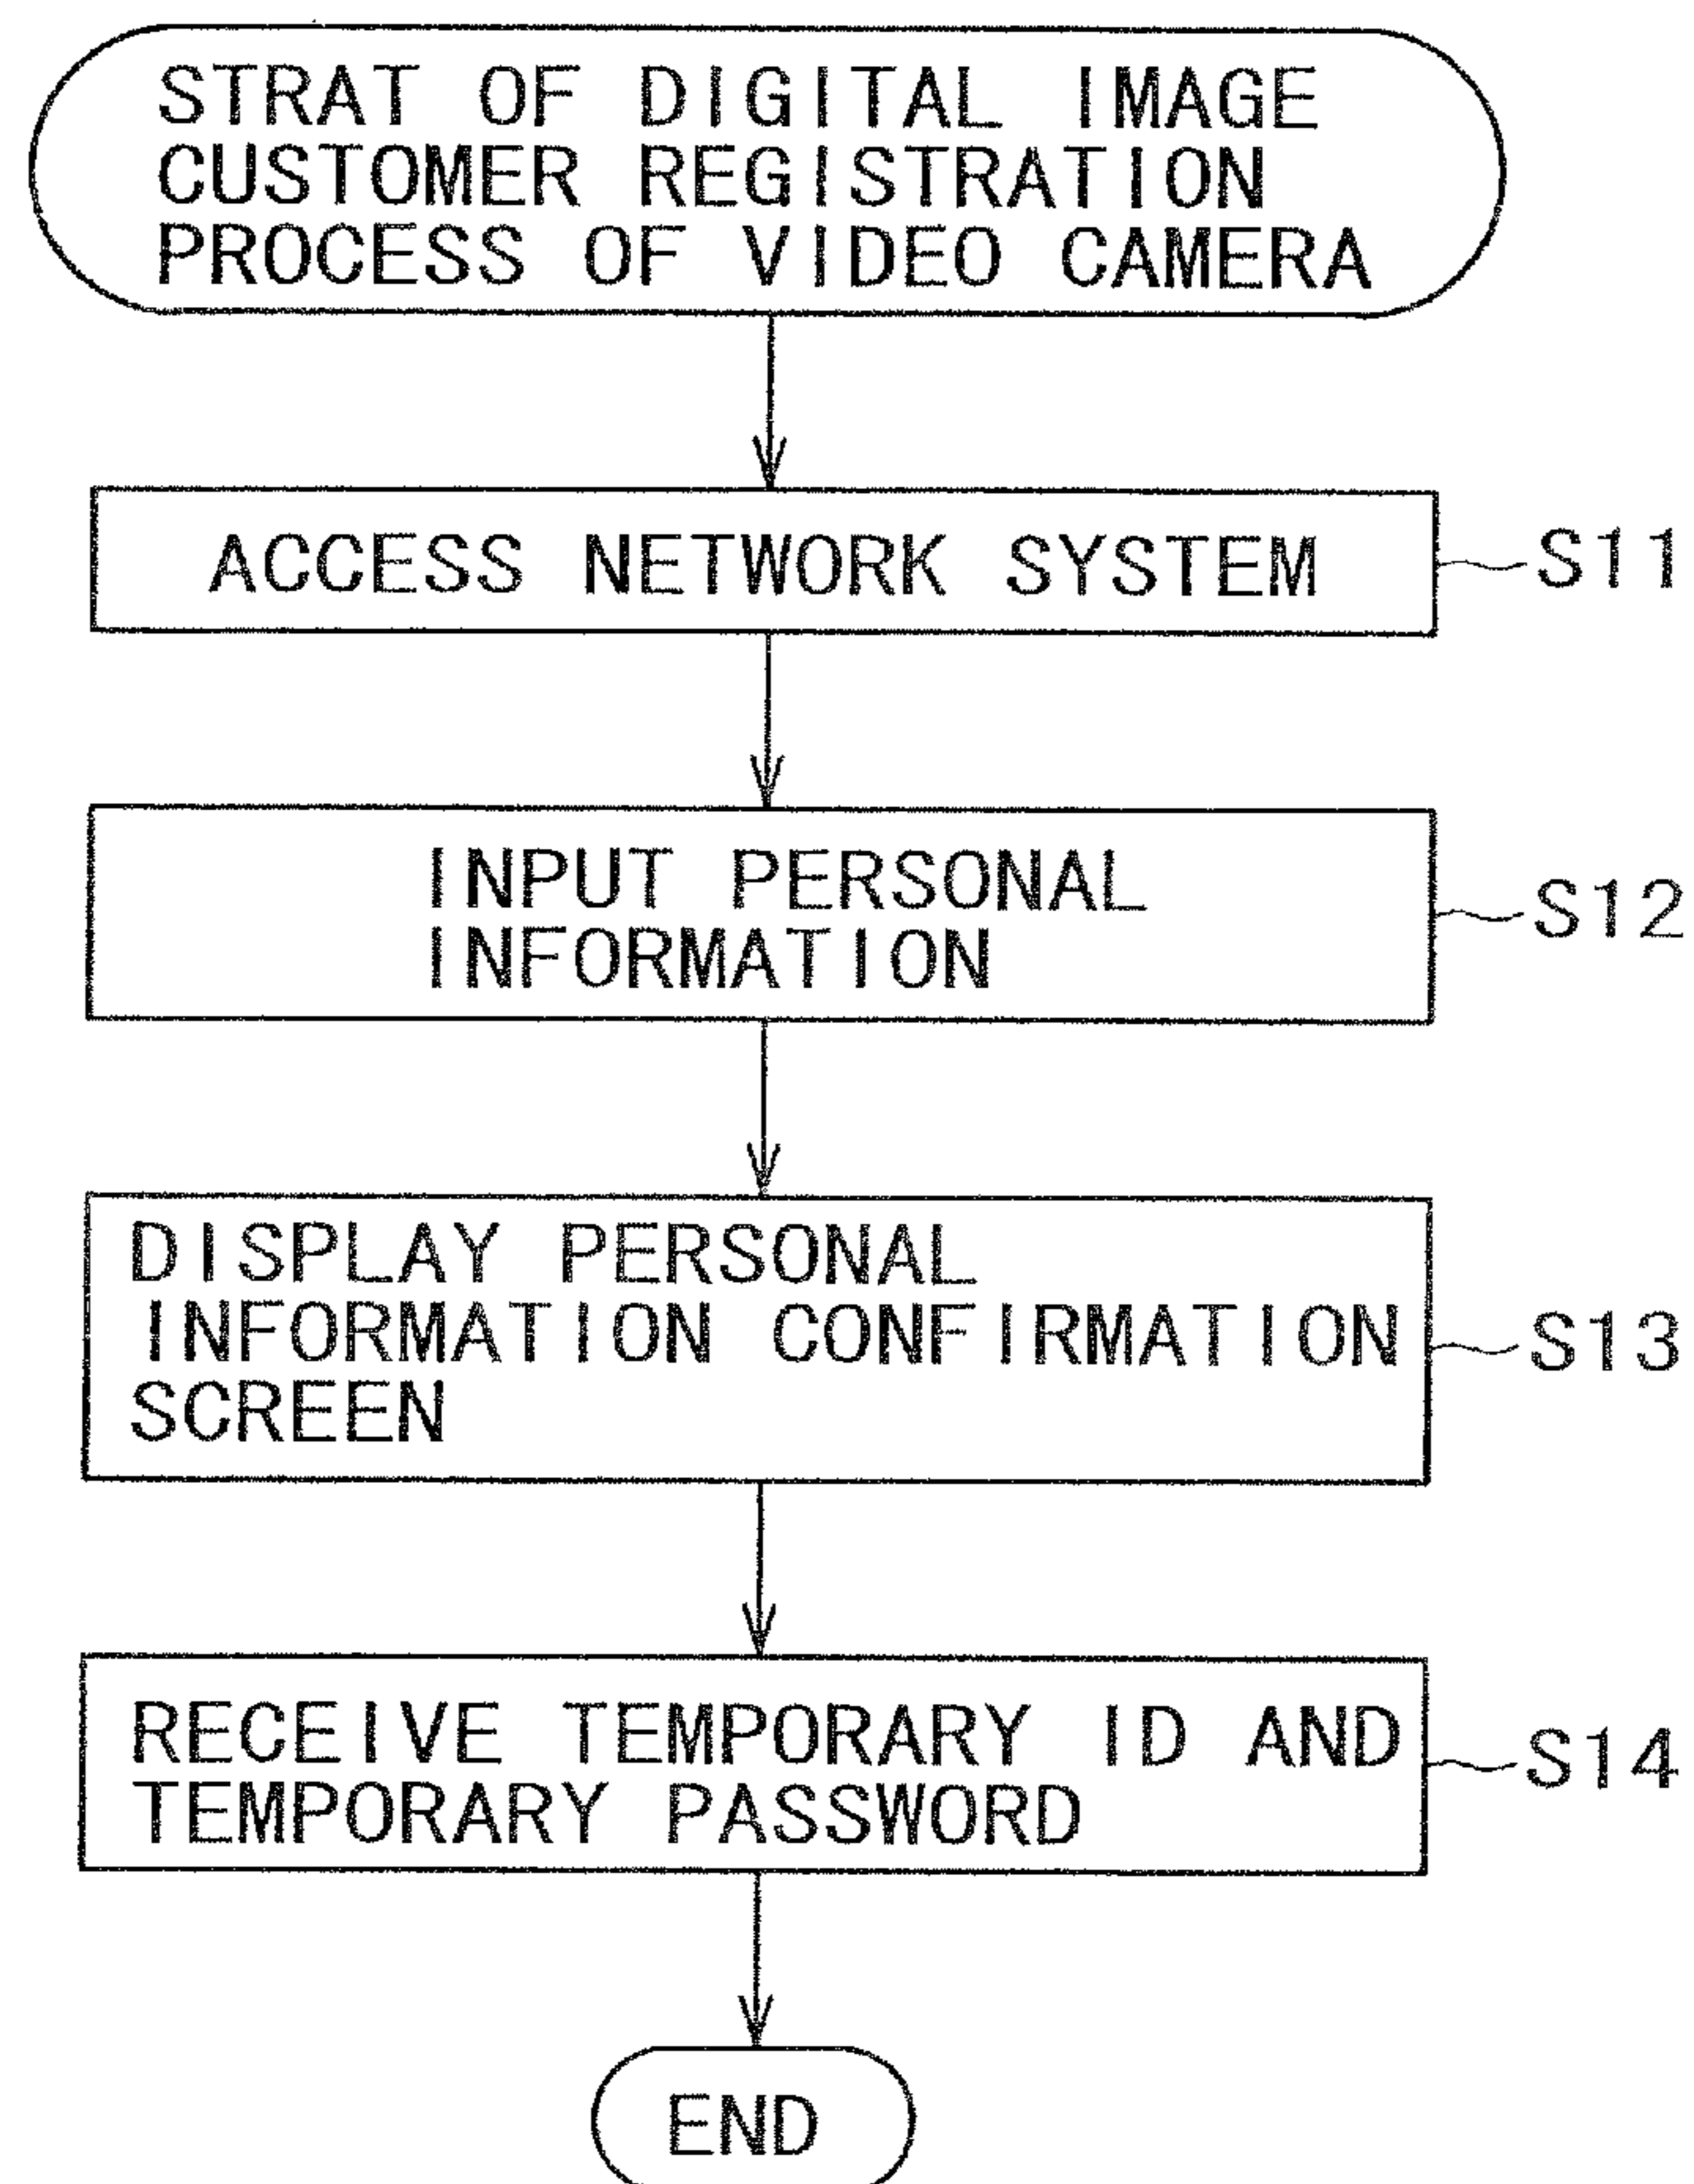 STRAT OF DIGITAL IMAGE
CUSTOMER REGISTRATION
PROCESS OF VIDEO CAMERA
ACCESS NETWORK SYSTEM
S11
INPUT PERSONAL
INFORMATION
S12
DISPLAY PERSONAL
INFORMATION CONFIRMATION
SCREEN
S13
RECEIVE TEMPORARY ID AND
TEMPORARY PASSWORD
S14
END